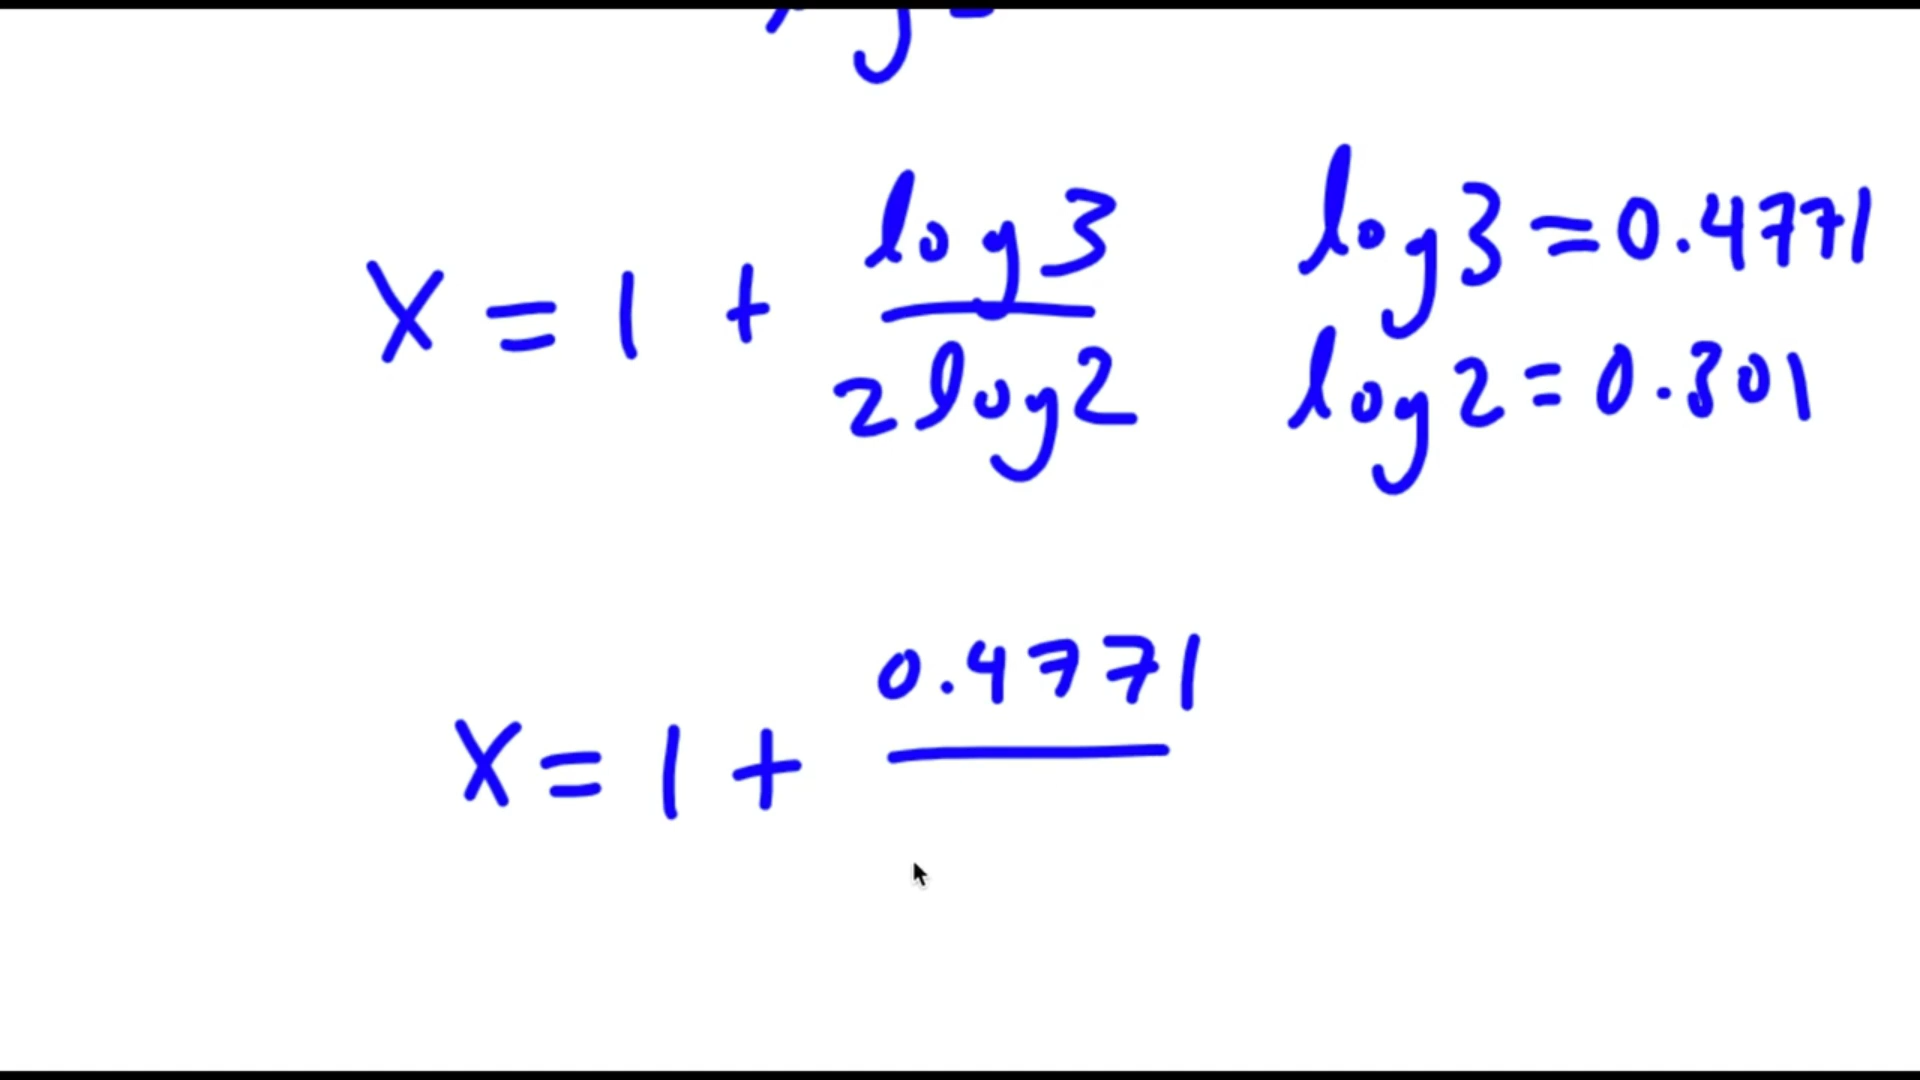 X = 1 + log3 / 2log2
log3 = 0.4771
log2 = 0.301
X = 1 + 0.4771